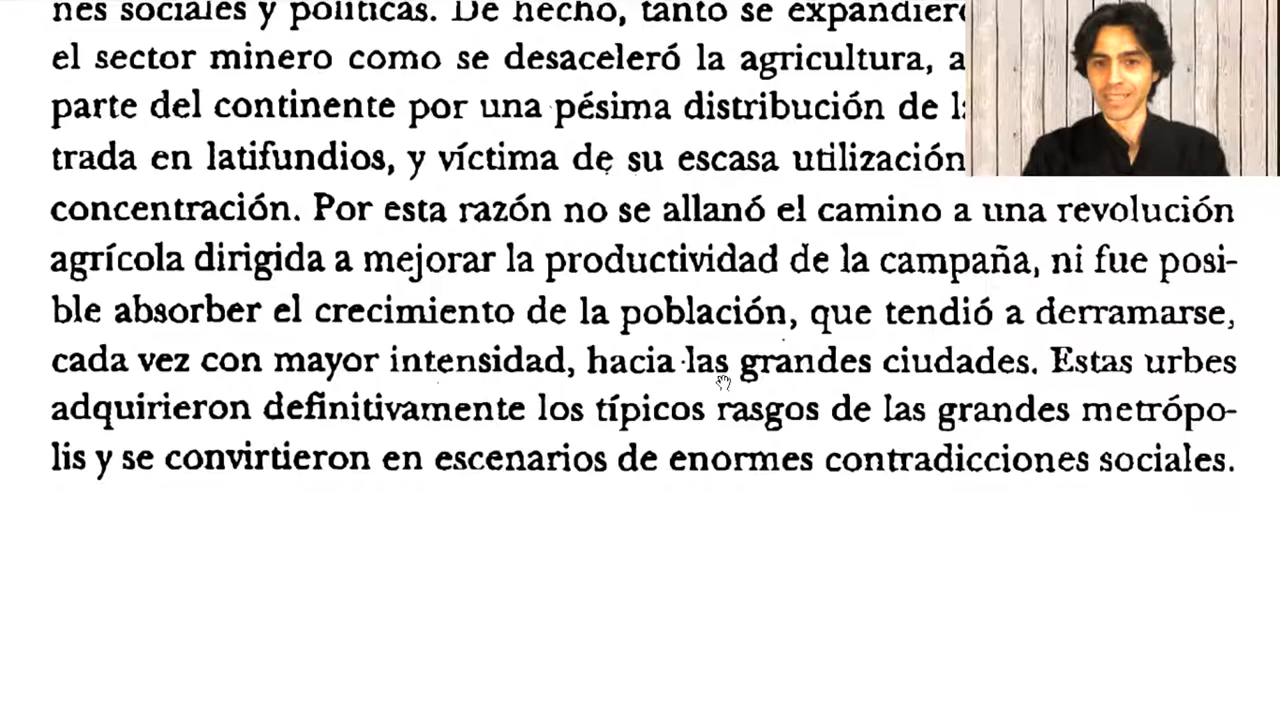 nes sociales y políticas. De hecho, tanto se
el sector minero como se desaceleró la agricultura,
parte del continente por una pésima distribución de
trada en latifundios, y víctima de su escasa utilización
concentración. Por esta razón no se allanó el camino a una revolución
agrícola dirigida a mejorar la productividad de la campaña, ni fue posi-
ble absorber el crecimiento de la población, que tendió a derramarse,
cada vez con mayor intensidad, hacia las grandes ciudades. Estas urbes
adquirieron definitivamente los típicos rasgos de las grandes metrópo-
lis y se convirtieron en escenarios de enormes contradicciones sociales.